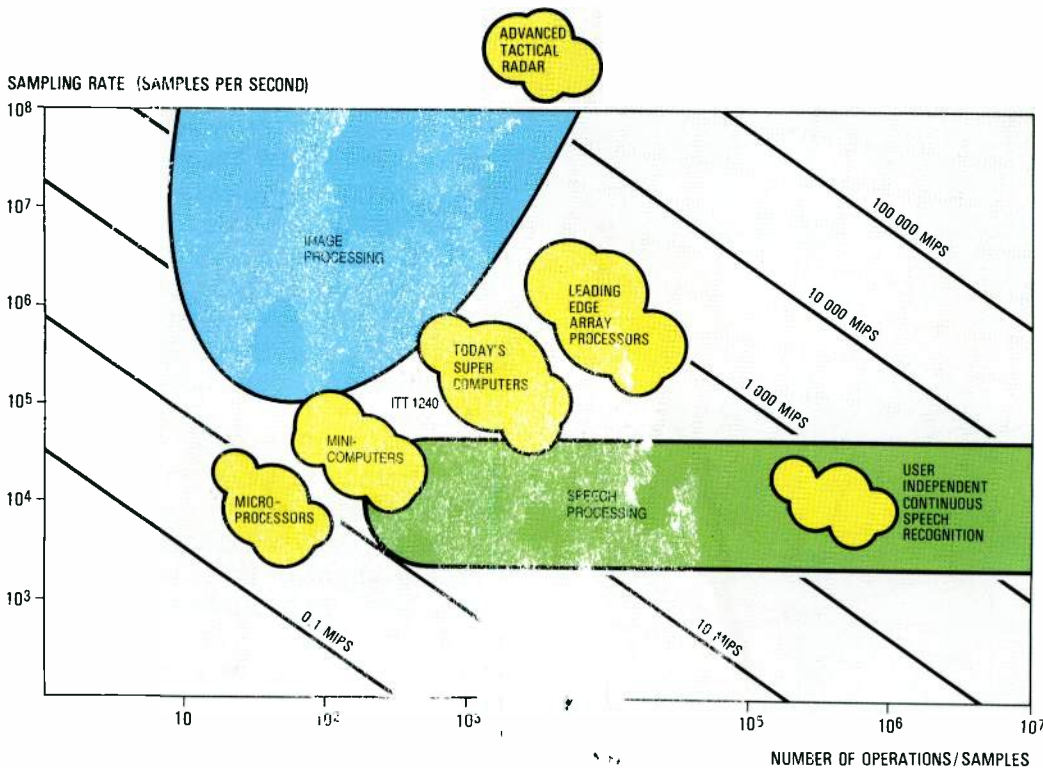 ADVANCED
TACTICAL
RADAR
SAMPLING RATE (SAMPLES PER SECOND)
10⁸
10⁷
10⁶
10⁵
10⁴
10³
IMAGE
PROCESSING
100 000 MIPS
10 000 MIPS
1 000 MIPS
LEADING
EDGE
ARRAY
PROCESSORS
TODAY'S
SUPER
COMPUTERS
ITT 1240
MINI-
COMPUTERS
MICRO-
PROCESSORS
SPEECH
PROCESSING
USER
INDEPENDENT
CONTINUOUS
SPEECH
RECOGNITION
0.1 MIPS
10 MIPS
10
10²
10³
10⁵
10⁶
10⁷
NUMBER OF OPERATIONS/SAMPLES